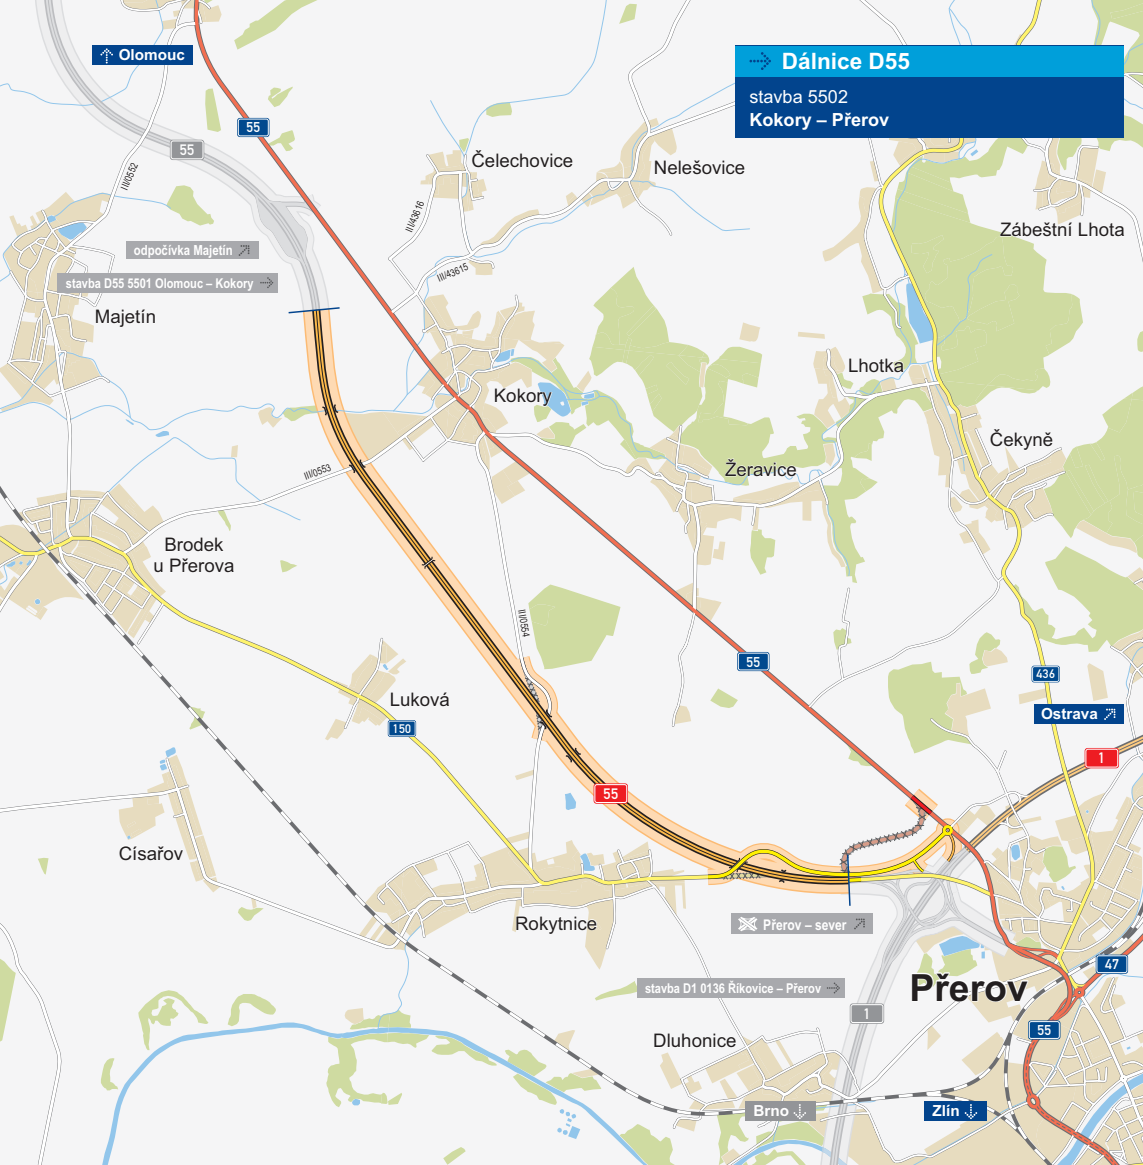 Olomouc
Dálnice D55
stavba 5502
Kokory – Přerov
55
55
III/0552
Čelechovice
Nelešovice
III/43616
Zábeštní Lhota
odpočívka Majetín
III/43615
stavba D55 5501 Olomouc – Kokory
Majetín
Lhotka
Kokory
Čekyně
Žeravice
III/0553
Brodek
u Přerova
III/0554
55
436
Luková
Ostrava
150
1
55
Císařov
Rokytnice
Přerov – sever
47
stavba D1 0136 Říkovice – Přerov
Přerov
1
55
Dluhonice
Brno
Zlín